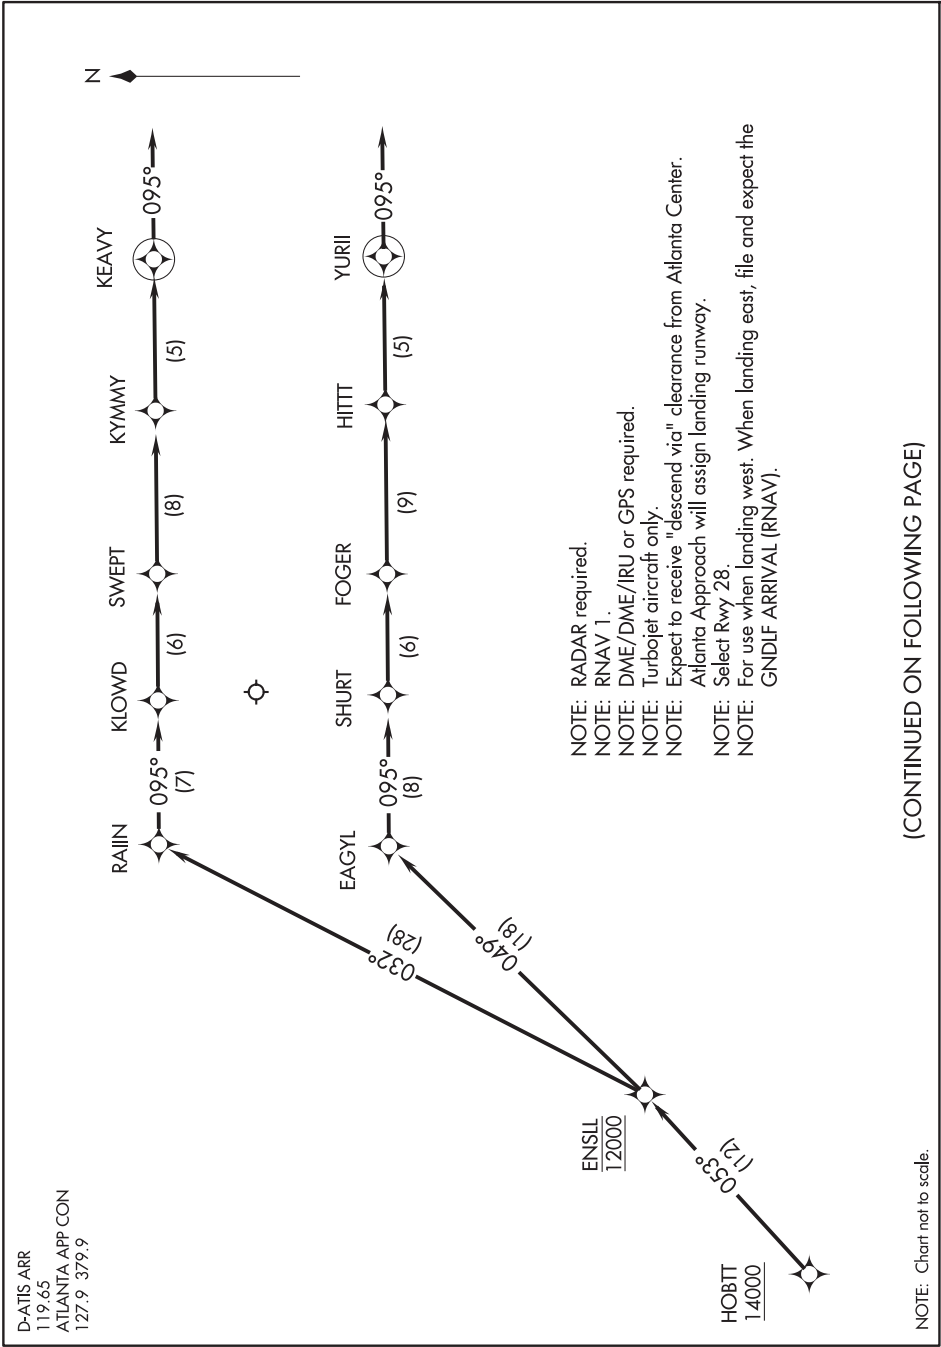 D-ATIS ARR
119.65
ATLANTA APP CON
127.9 379.9
N
RAIIN
KLOWD
SWEPT
KYMMY
KEAVY
095°
(7)
(6)
(8)
(5)
095°
EAGYL
SHURT
FOGER
HITTT
YURII
095°
(8)
(6)
(9)
(5)
095°
032°
(28)
049°
(18)
ENSLL
12000
053°
(12)
HOBTT
14000
NOTE: RADAR required.
NOTE: RNAV 1.
NOTE: DME/DME/IRU or GPS required.
NOTE: Turbojet aircraft only.
NOTE: Expect to receive "descend via" clearance from Atlanta Center.
Atlanta Approach will assign landing runway.
NOTE: Select Rwy 28.
NOTE: For use when landing west. When landing east, file and expect the
GNDLF ARRIVAL (RNAV).
(CONTINUED ON FOLLOWING PAGE)
NOTE: Chart not to scale.